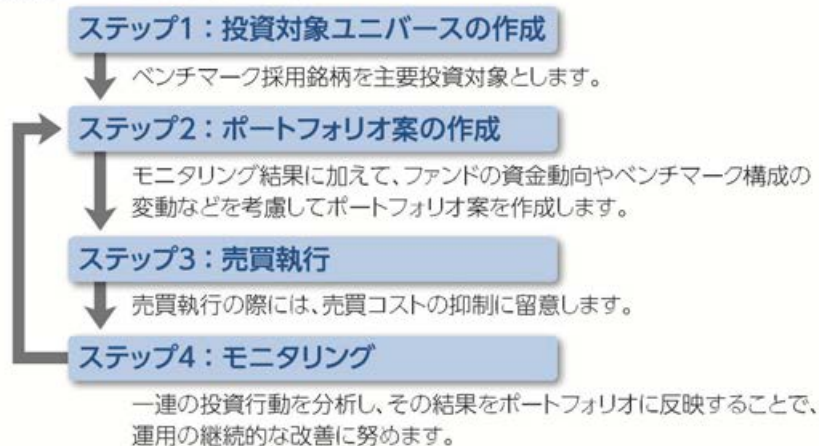 ステップ1：投資対象ユニバースの作成
ベンチマーク採用銘柄を主要投資対象とします。
ステップ2：ポートフォリオ案の作成
モニタリング結果に加えて、ファンドの資金動向やベンチマーク構成の
変動などを考慮してポートフォリオ案を作成します。
ステップ3：売買執行
売買執行の際には、売買コストの抑制に留意します。
ステップ4：モニタリング
一連の投資行動を分析し、その結果をポートフォリオに反映することで、
運用の継続的な改善に努めます。